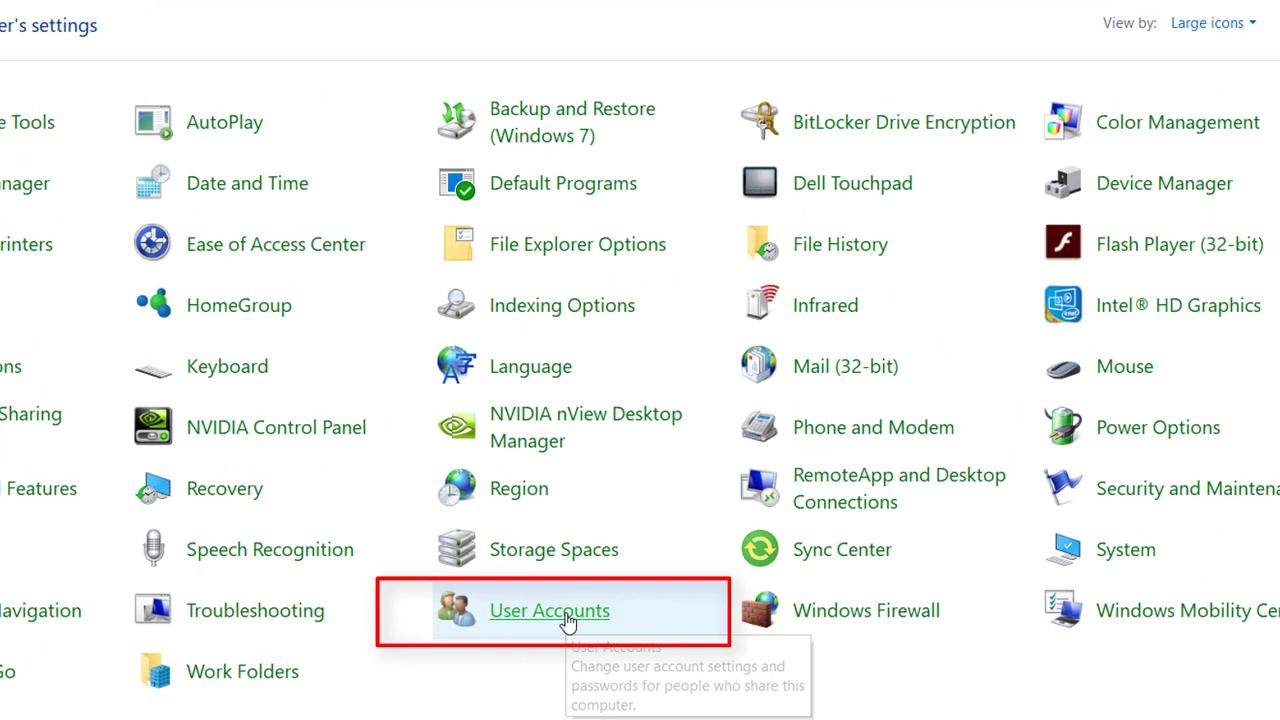 er's settings
View by: Large icons
e Tools
AutoPlay
Backup and Restore
(Windows 7)
BitLocker Drive Encryption
Color Management
nager
Date and Time
Default Programs
Dell Touchpad
Device Manager
rinters
Ease of Access Center
File Explorer Options
File History
Flash Player (32-bit)
HomeGroup
Indexing Options
Infrared
Intel® HD Graphics
ons
Keyboard
Language
Mail (32-bit)
Mouse
Sharing
NVIDIA Control Panel
NVIDIA nView Desktop
Manager
Phone and Modem
Power Options
l Features
Recovery
Region
RemoteApp and Desktop
Connections
Security and Maintena
Speech Recognition
Storage Spaces
Sync Center
System
avigation
Troubleshooting
User Accounts
Windows Firewall
Windows Mobility Cen
Go
Work Folders
User Accounts
Change user account settings and
passwords for people who share this
computer.